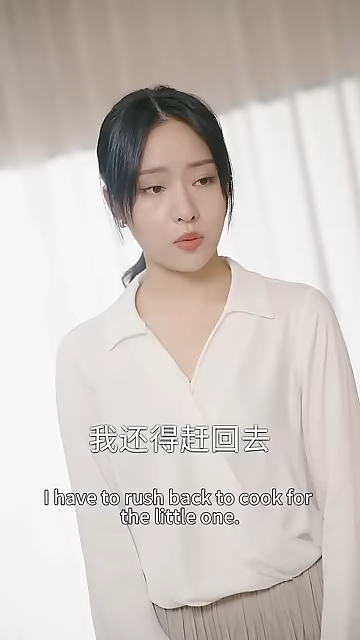 我还得赶回去
I have to rush back to cook for
the little one.